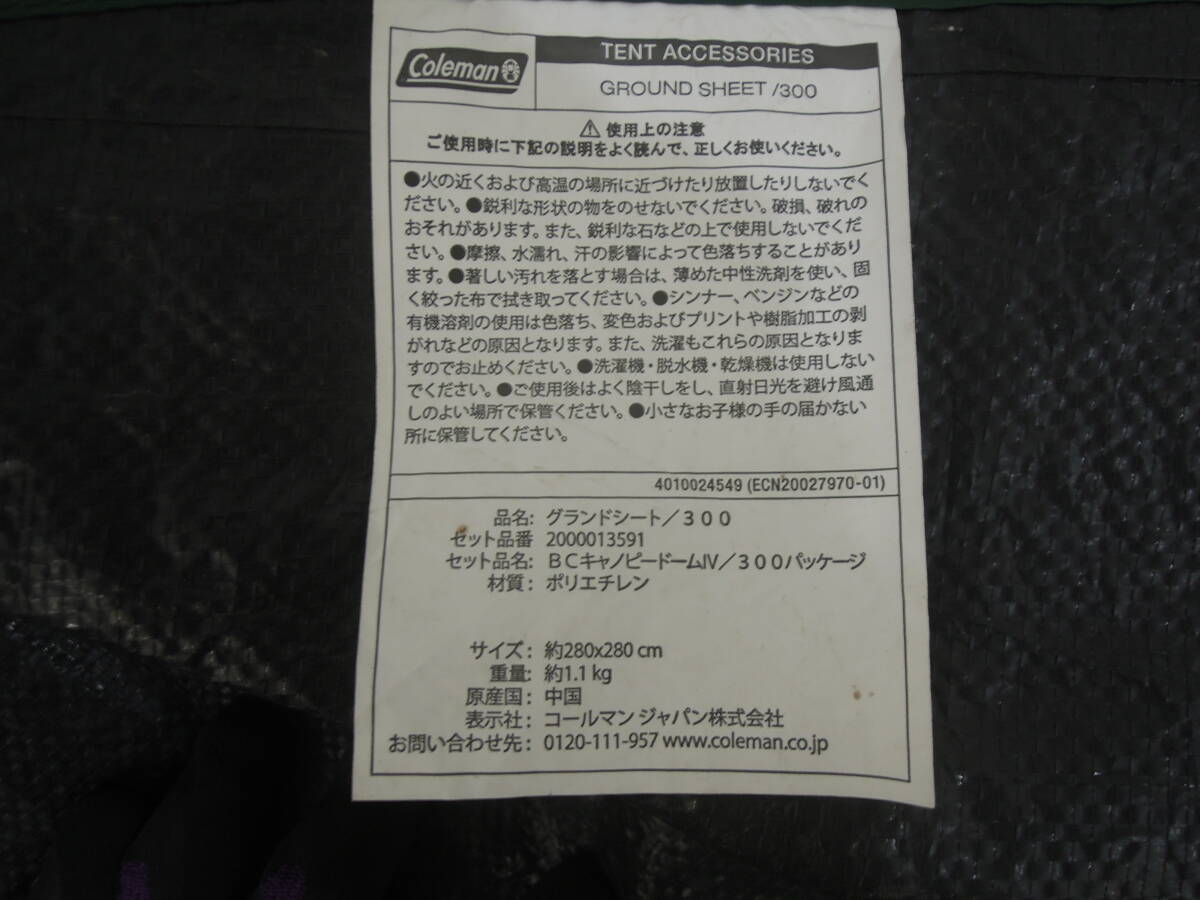 Coleman
TENT ACCESSORIES
GROUND SHEET /300
⚠ 使用上の注意
ご使用時に下記の説明をよく読んで、正しくお使いください。
●火の近くおよび高温の場所に近づけたり放置したりしないでく
ださい。●鋭利な形状の物をのせないでください。破損、破れの
おそれがあります。また、鋭利な石などの上で使用しないでくだ
さい。●摩擦、水濡れ、汗の影響によって色落ちすることがあり
ます。●著しい汚れを落とす場合は、薄めた中性洗剤を使い、固
く絞った布で拭き取ってください。●シンナー、ベンジンなどの
有機溶剤の使用は色落ち、変色およびプリントや樹脂加工の剥
がれなどの原因となります。また、洗濯もこれらの原因となりま
すのでお止めください。●洗濯機・脱水機・乾燥機は使用しない
でください。●ご使用後はよく陰干しをし、直射日光を避け風通
しのよい場所で保管ください。●小さなお子様の手の届かない
所に保管してください。
4010024549 (ECN20027970-01)
品名: グランドシート／３００
セット品番 2000013591
セット品名: ＢＣキャノピードームⅣ／３００パッケージ
材質: ポリエチレン
サイズ: 約280x280 cm
重量: 約1.1 kg
原産国: 中国
表示社: コールマン ジャパン株式会社
お問い合わせ先: 0120-111-957 www.coleman.co.jp